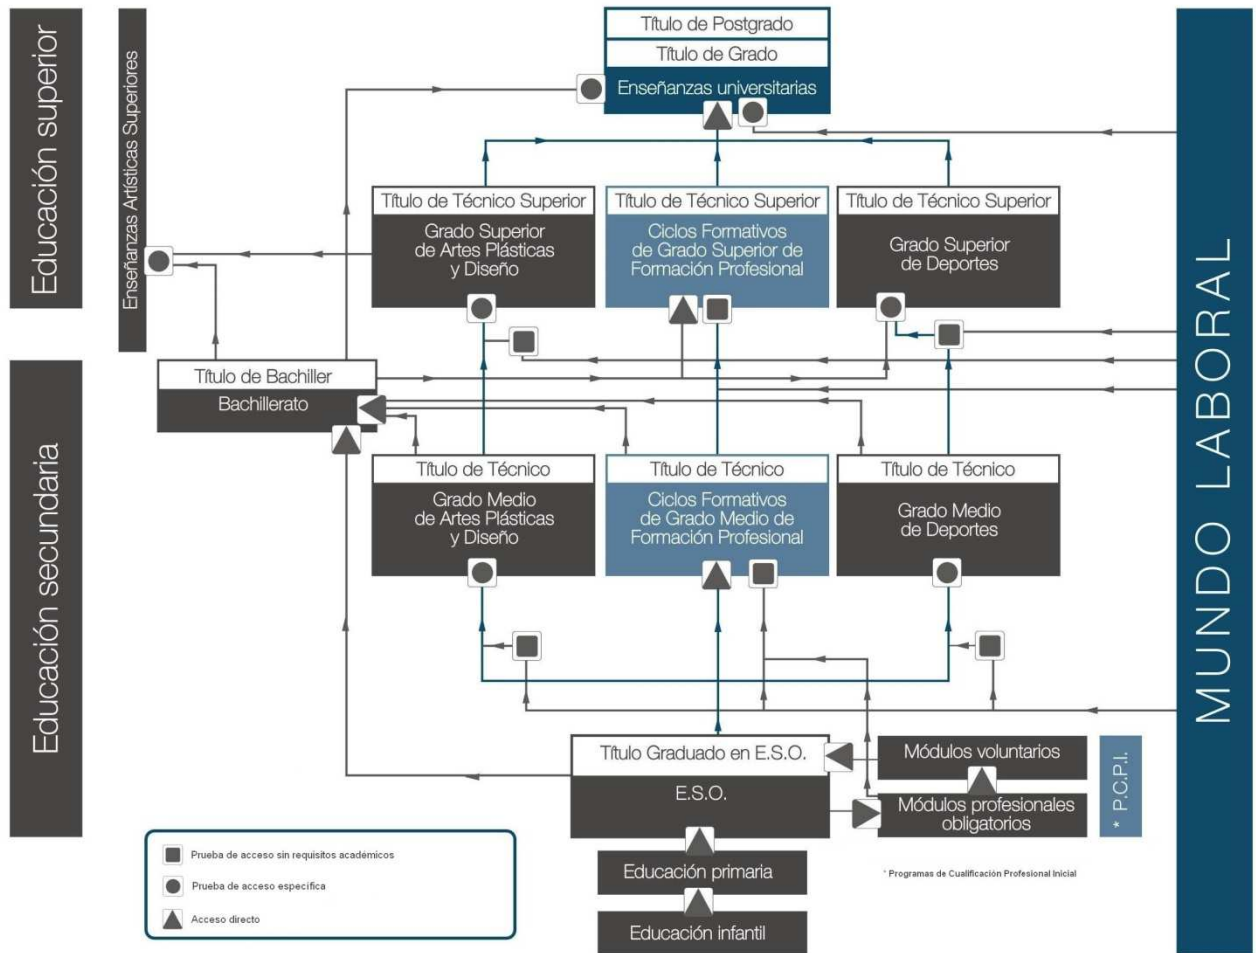 Educación superior
Enseñanzas Artísticas Superiores
Título de Postgrado
Título de Grado
Enseñanzas universitarias
Título de Técnico Superior
Grado Superior
de Artes Plásticas
y Diseño
Título de Técnico Superior
Ciclos Formativos
de Grado Superior de
Formación Profesional
Título de Técnico Superior
Grado Superior
de Deportes
MUNDO LABORAL
Educación secundaria
Título de Bachiller
Bachillerato
Título de Técnico
Grado Medio
de Artes Plásticas
y Diseño
Título de Técnico
Ciclos Formativos
de Grado Medio de
Formación Profesional
Título de Técnico
Grado Medio
de Deportes
Título Graduado en E.S.O.
E.S.O.
Módulos voluntarios
Módulos profesionales
obligatorios
* P.C.P.I.
Educación primaria
Educación infantil
* Programas de Cualificación Profesional Inicial
Prueba de acceso sin requisitos académicos
Prueba de acceso específica
Acceso directo